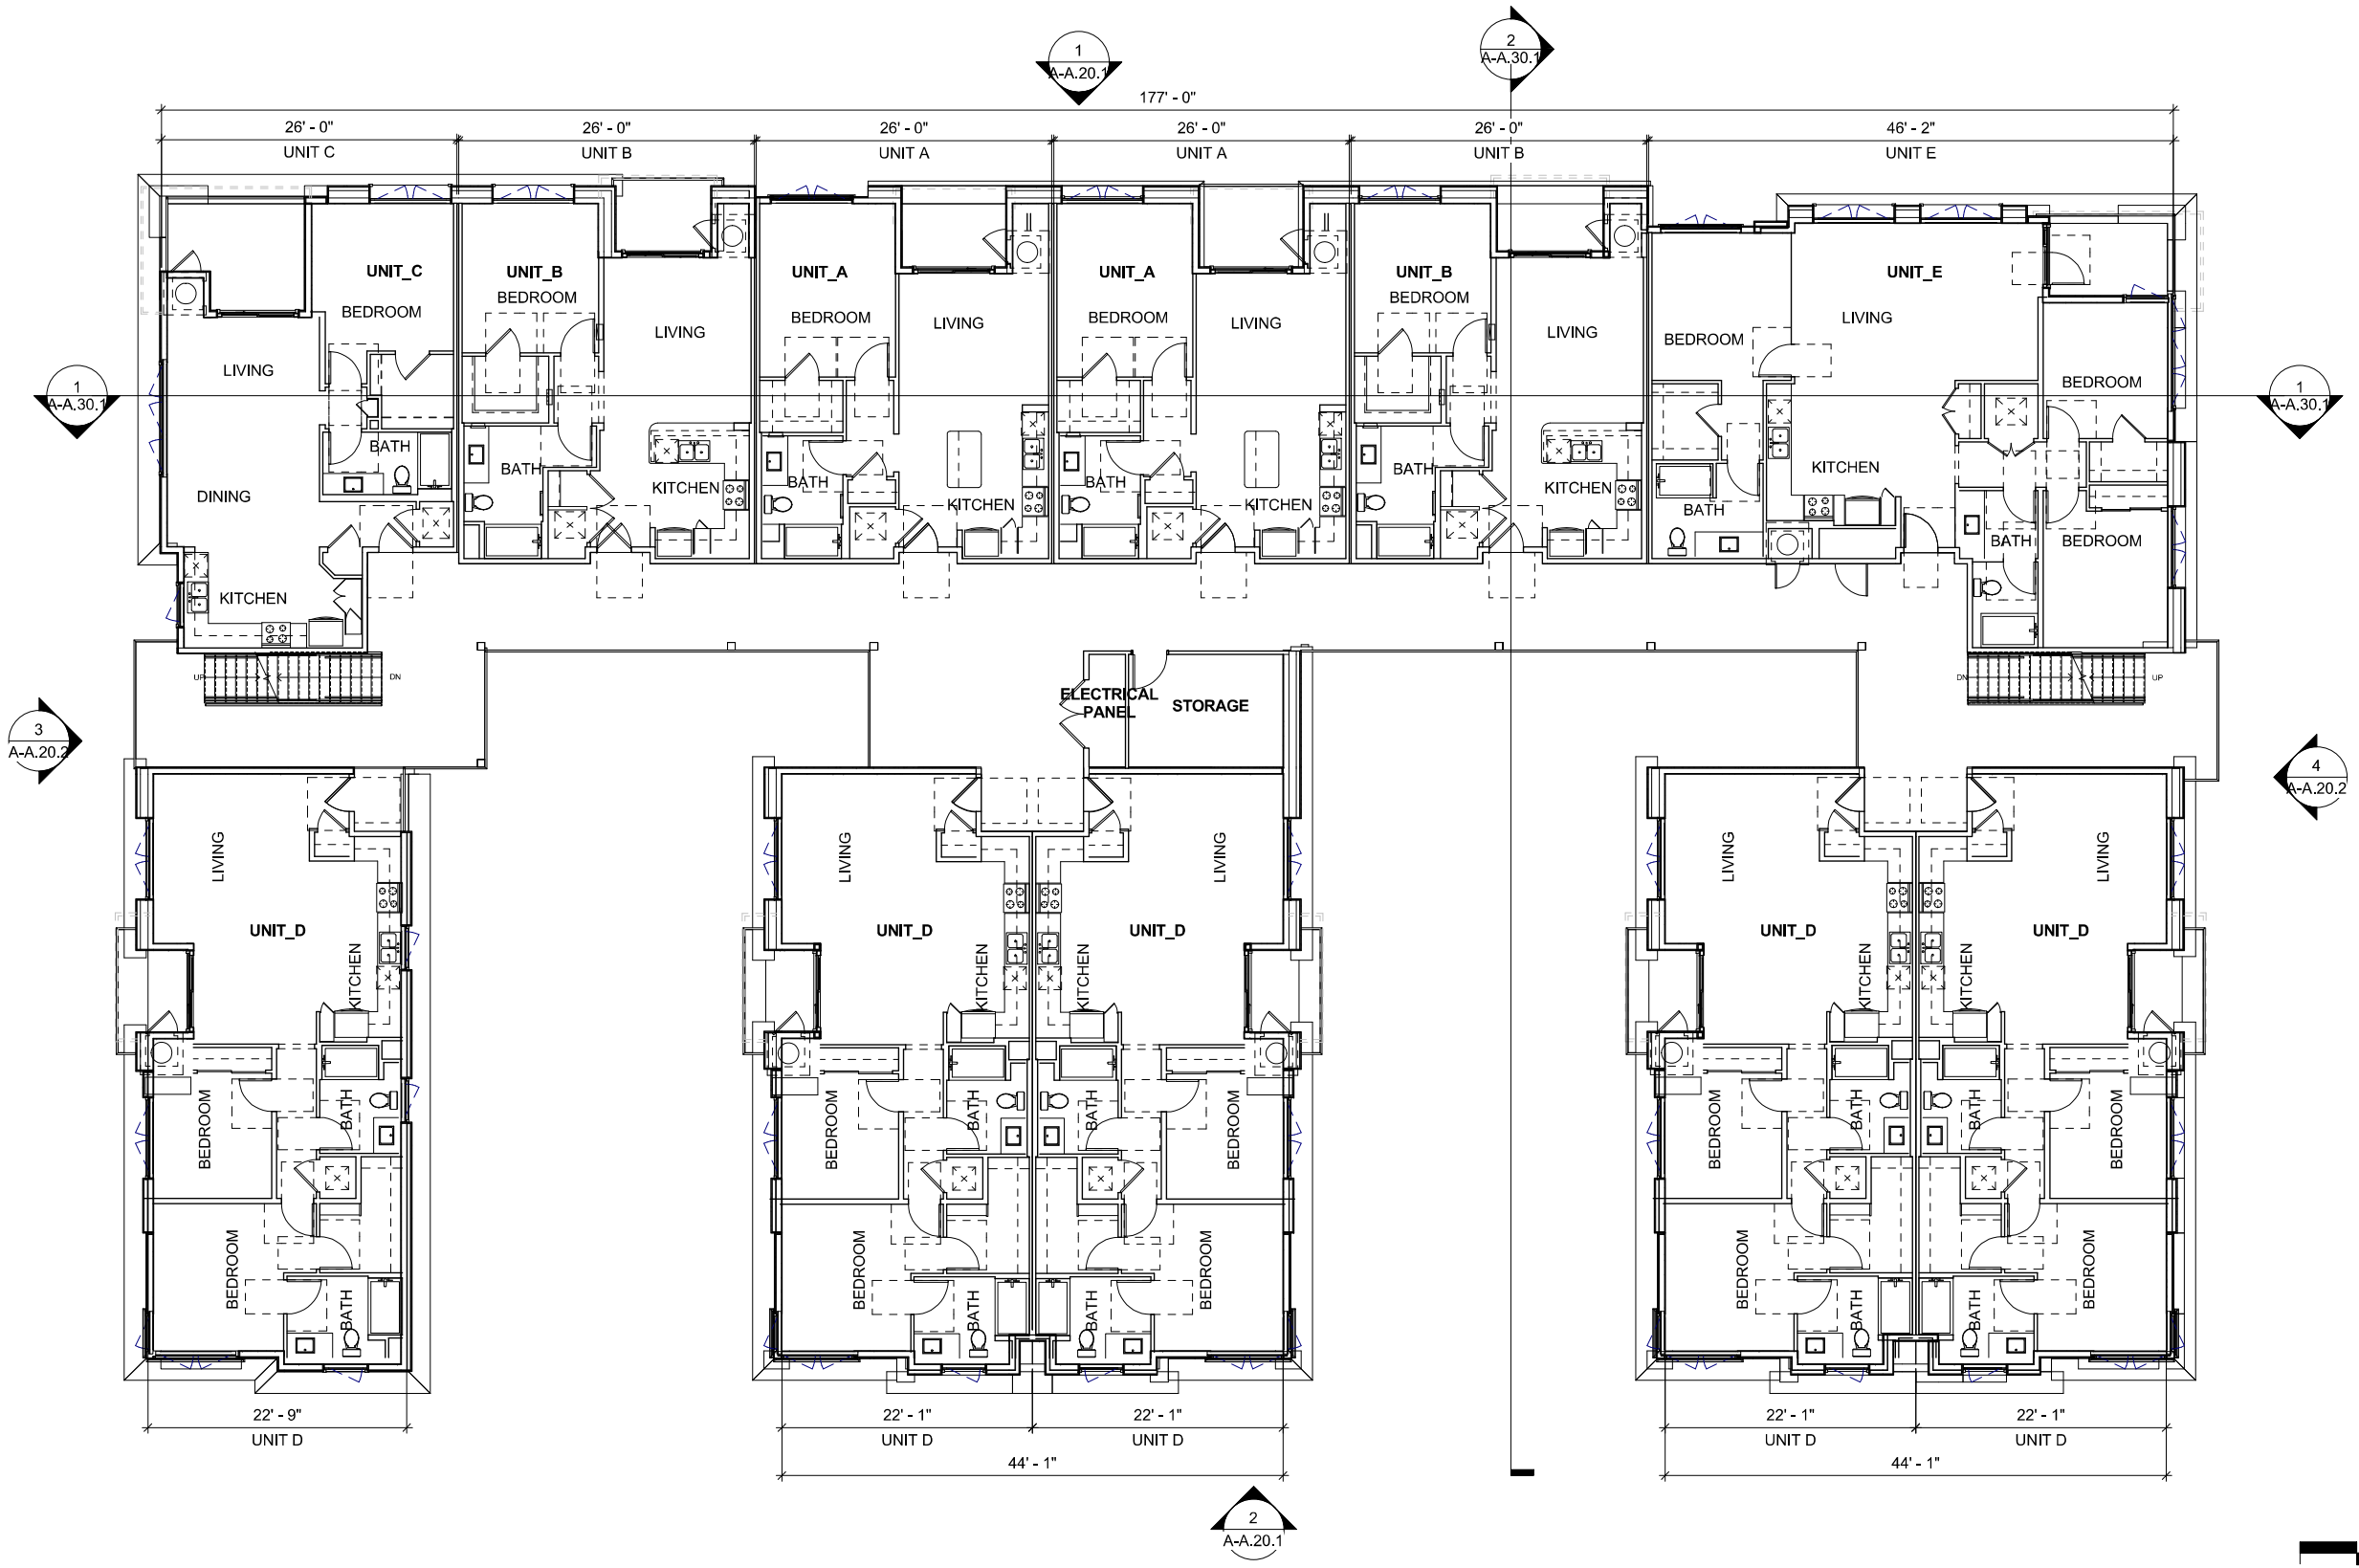 1
A-A.20.1
2
A-A.30.1
177' - 0"
26' - 0"
26' - 0"
26' - 0"
26' - 0"
26' - 0"
46' - 2"
UNIT C
UNIT B
UNIT A
UNIT A
UNIT B
UNIT E
UNIT_C
UNIT_B
UNIT_A
UNIT_A
UNIT_B
UNIT_E
BEDROOM
BEDROOM
BEDROOM
BEDROOM
BEDROOM
BEDROOM
LIVING
LIVING
LIVING
LIVING
LIVING
LIVING
BEDROOM
1
A-A.30.1
1
A-A.30.1
BATH
BATH
BATH
BATH
BATH
BATH
DINING
KITCHEN
KITCHEN
KITCHEN
KITCHEN
KITCHEN
BATH
BEDROOM
KITCHEN
UP
DN
ELECTRICAL
PANEL
STORAGE
DN
UP
3
A-A.20.2
4
A-A.20.2
LIVING
LIVING
LIVING
LIVING
LIVING
UNIT_D
UNIT_D
UNIT_D
UNIT_D
UNIT_D
KITCHEN
KITCHEN
KITCHEN
KITCHEN
KITCHEN
BEDROOM
BATH
BEDROOM
BATH
BATH
BEDROOM
BEDROOM
BATH
BATH
BEDROOM
BEDROOM
BATH
BEDROOM
BATH
BATH
BEDROOM
BEDROOM
BATH
BATH
BEDROOM
22' - 9"
22' - 1"
22' - 1"
22' - 1"
22' - 1"
UNIT D
UNIT D
UNIT D
UNIT D
UNIT D
44' - 1"
44' - 1"
2
A-A.20.1